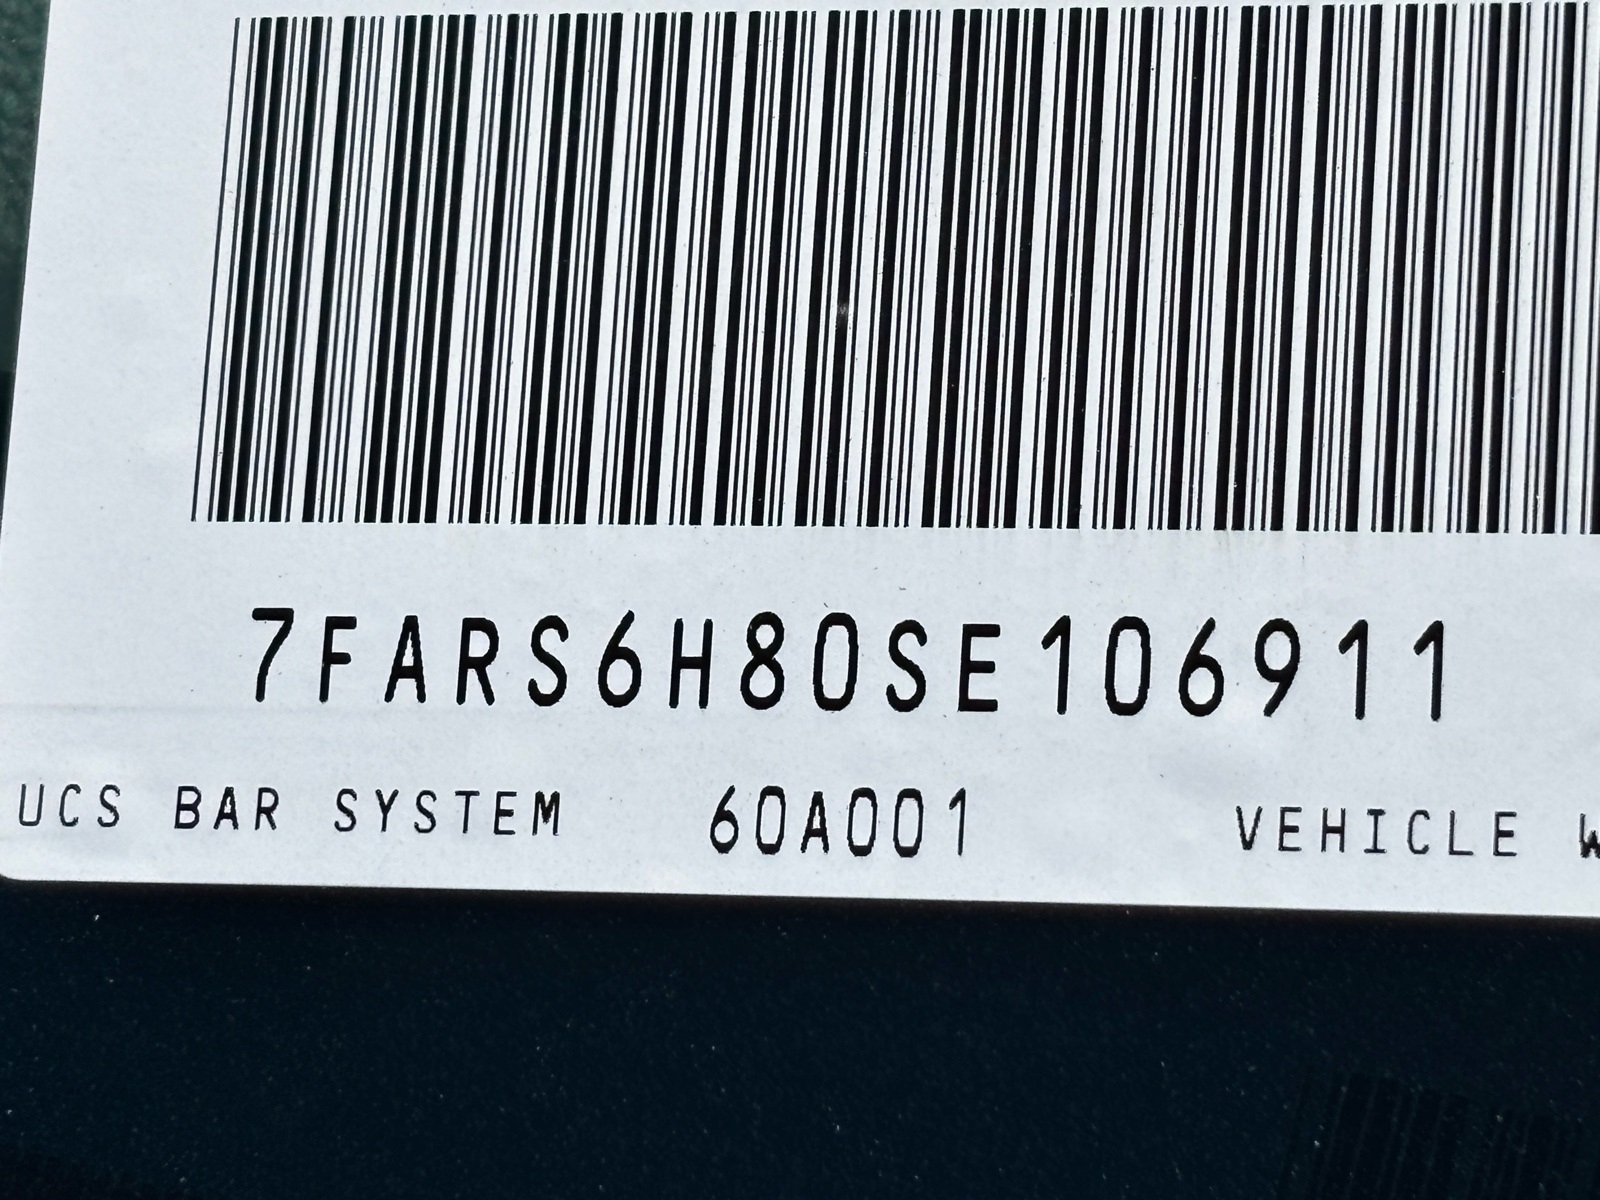 7FARS6H80SE106911
UCS BAR SYSTEM 60A001 VEHICLE